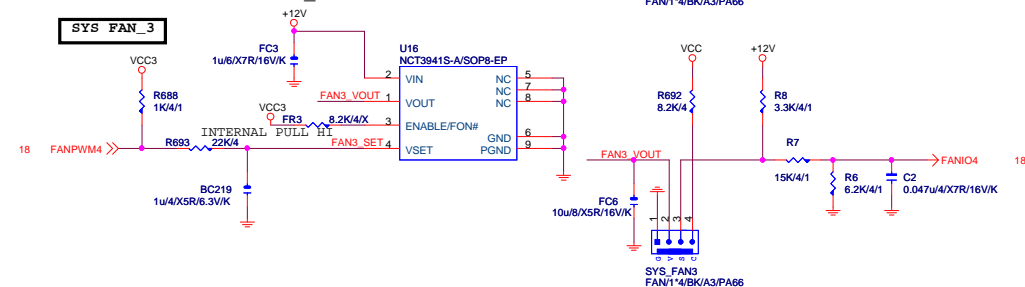 FAN/1*4/BK/A3/PA66
SYS FAN_3
+12V
FC3
1u/6/X7R/16V/K
VCC3
R688
1K/4/1
U16
NCT3941S-A/SOP8-EP
2 VIN
NC 5
NC 7
FAN3_VOUT 1 VOUT
NC 8
VCC3
FR3 8.2K/4/X
3 ENABLE/FON#
INTERNAL PULL HI
GND 6
18 FANPWM4
R693 22K/4
FAN3_SET 4 VSET
PGND 9
BC219
1u/4/X5R/6.3V/K
VCC
+12V
R692
8.2K/4
R8
3.3K/4/1
FAN3_VOUT
R7
15K/4/1
FANIO4 18
R6
6.2K/4/1
C2
0.047u/4/X7R/16V/K
FC6
10u/8/X5R/16V/K
1 2 3 4
G V S C
SYS_FAN3
FAN/1*4/BK/A3/PA66